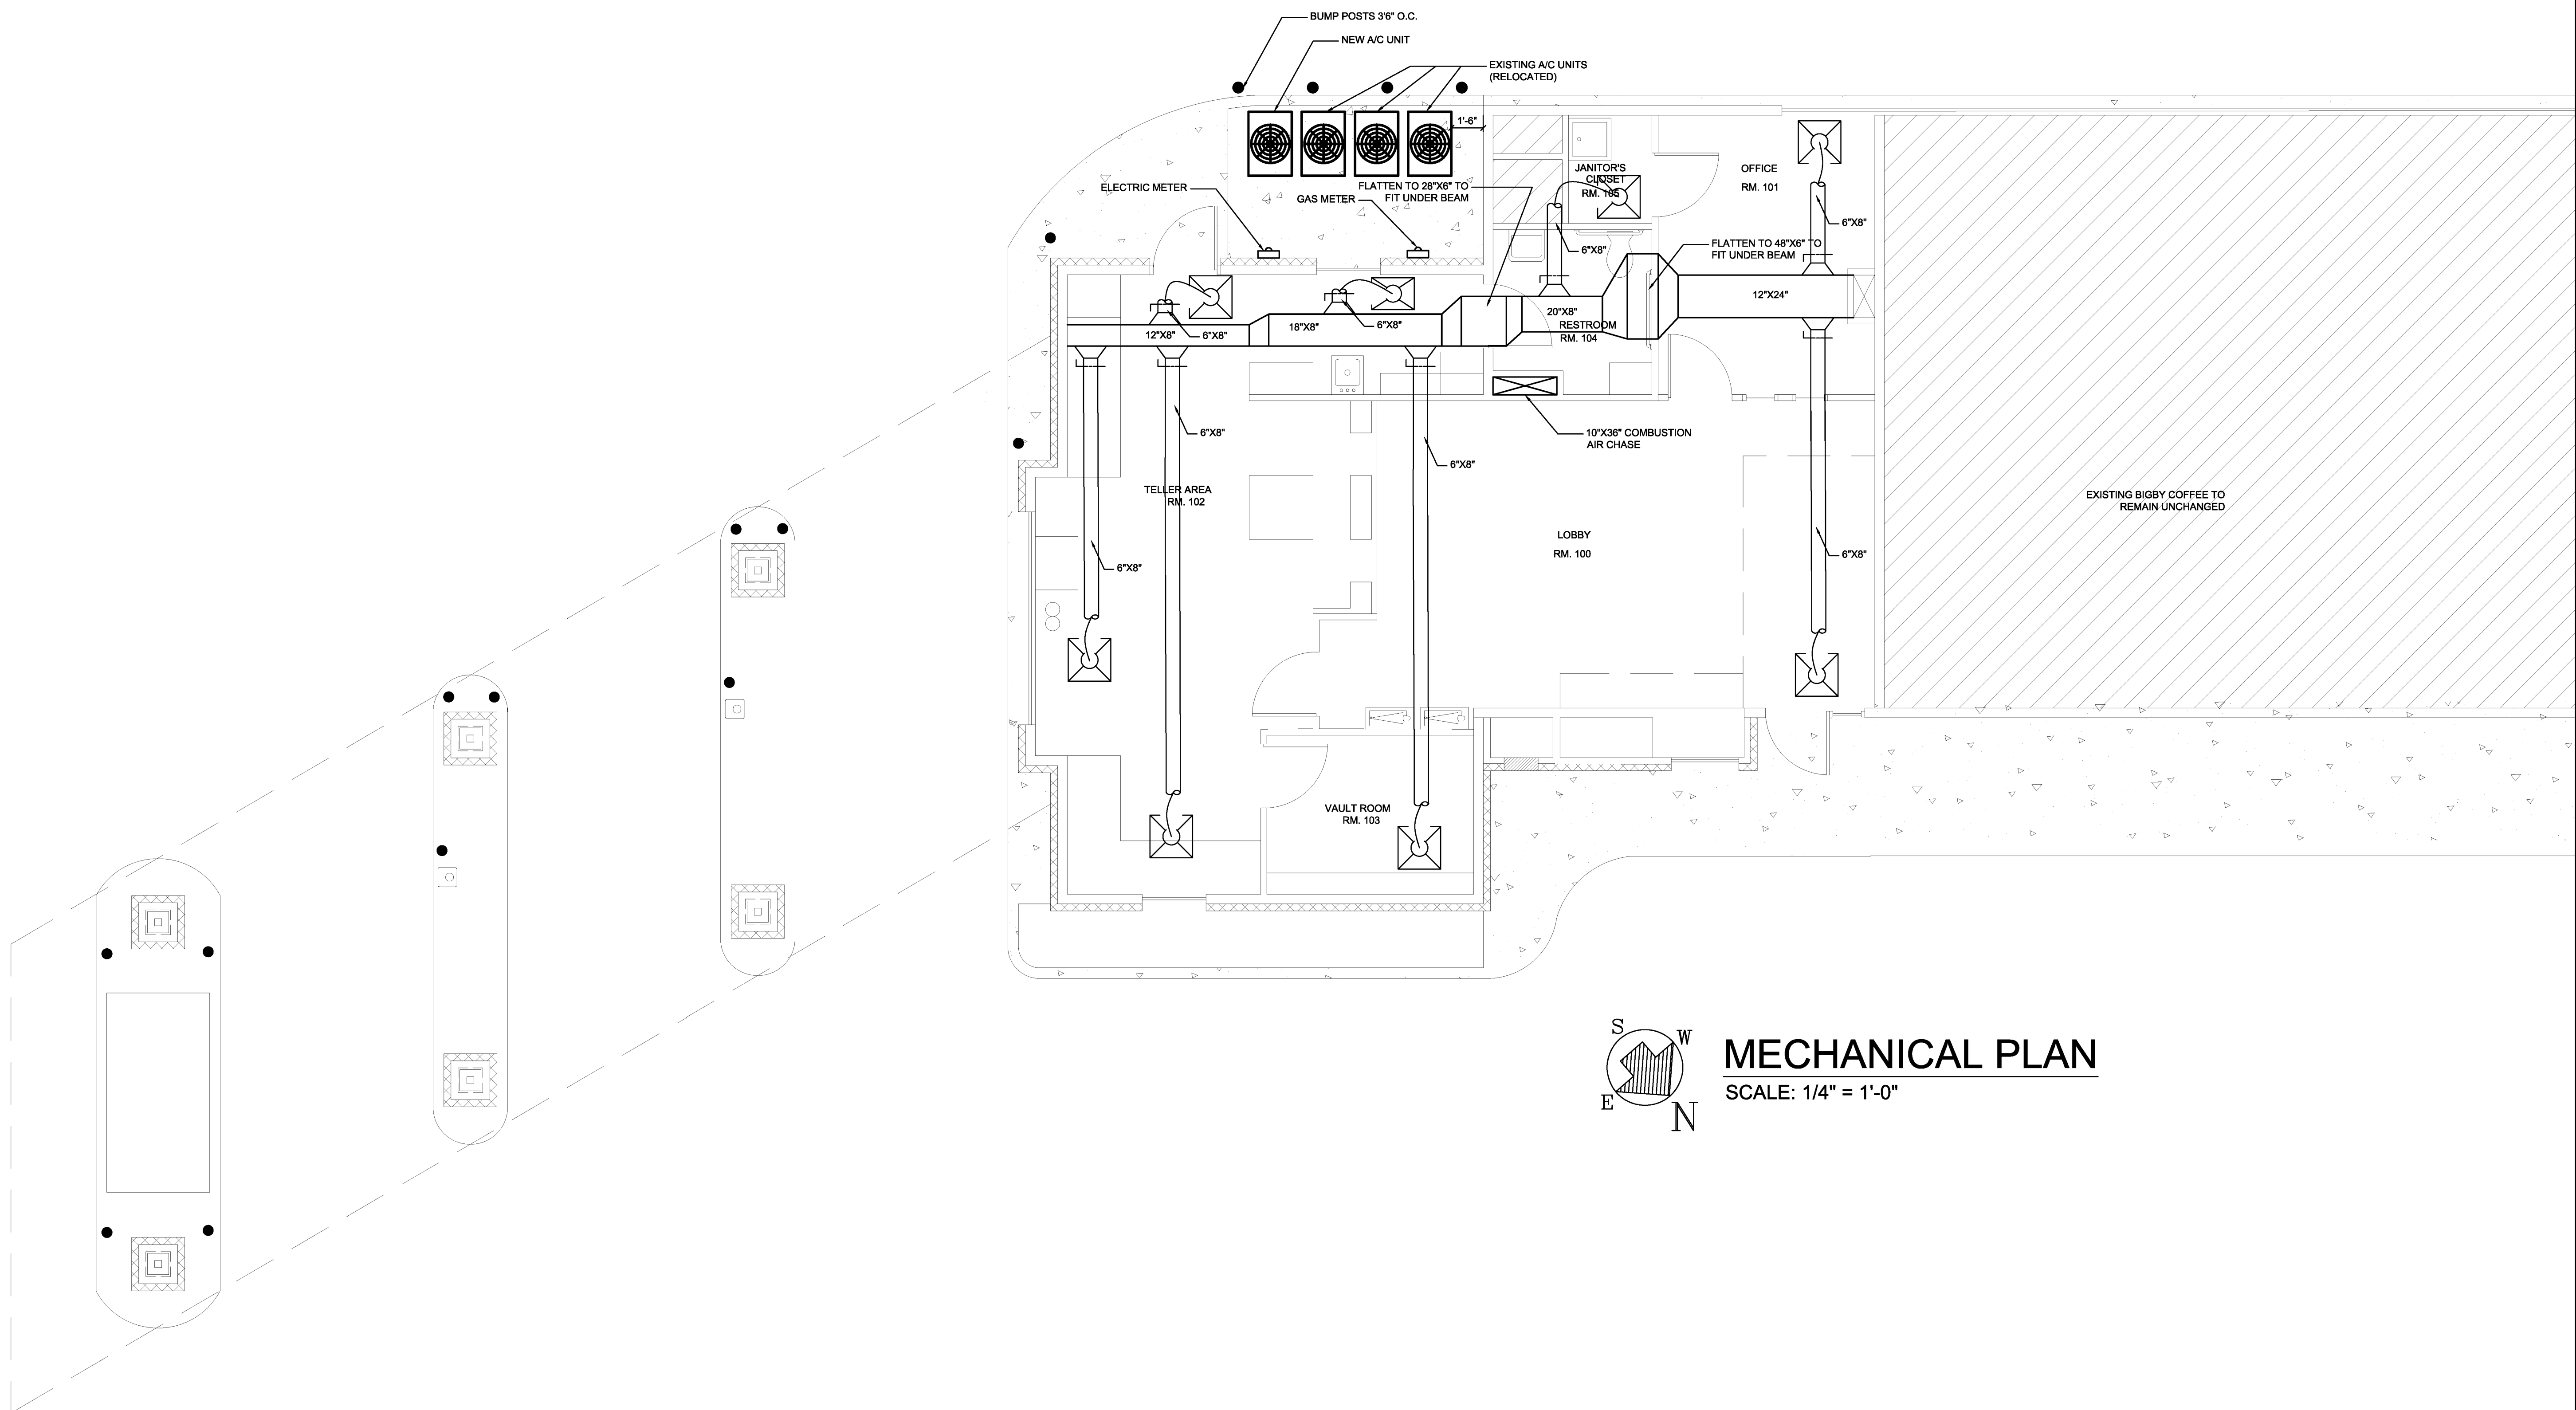 BUMP POSTS 3'6" O.C.
NEW A/C UNIT
EXISTING A/C UNITS
(RELOCATED)
1'-6"
ELECTRIC METER
GAS METER
FLATTEN TO 28"X6" TO
FIT UNDER BEAM
JANITOR'S
CLOSET
RM. 105
OFFICE
RM. 101
6"X8"
6"X8"
FLATTEN TO 48"X6" TO
FIT UNDER BEAM
12"X24"
20"X8"
RESTROOM
RM. 104
12"X8"
6"X8"
18"X8"
6"X8"
6"X8"
6"X8"
10"X36" COMBUSTION
AIR CHASE
TELLER AREA
RM. 102
LOBBY
RM. 100
EXISTING BIGBY COFFEE TO
REMAIN UNCHANGED
6"X8"
6"X8"
VAULT ROOM
RM. 103
S
W
E
N
MECHANICAL PLAN
SCALE: 1/4" = 1'-0"